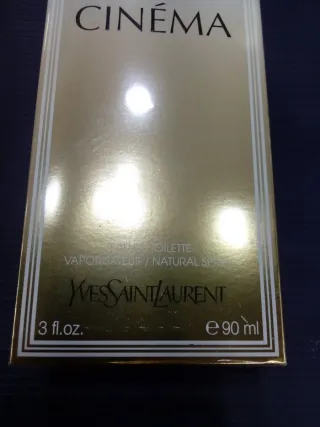 CINÉMA
TOILETTE
VAPORISATEUR / NATURAL SPRAY
YVESSAINTLAURENT
3 fl.oz. e 90 ml